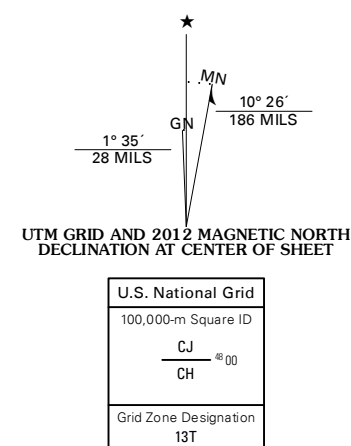 ★
MN
GN
10° 26´
186 MILS
1° 35´
28 MILS
UTM GRID AND 2012 MAGNETIC NORTH
DECLINATION AT CENTER OF SHEET
U.S. National Grid
100,000-m Square ID
CJ
48 00
CH
Grid Zone Designation
13T